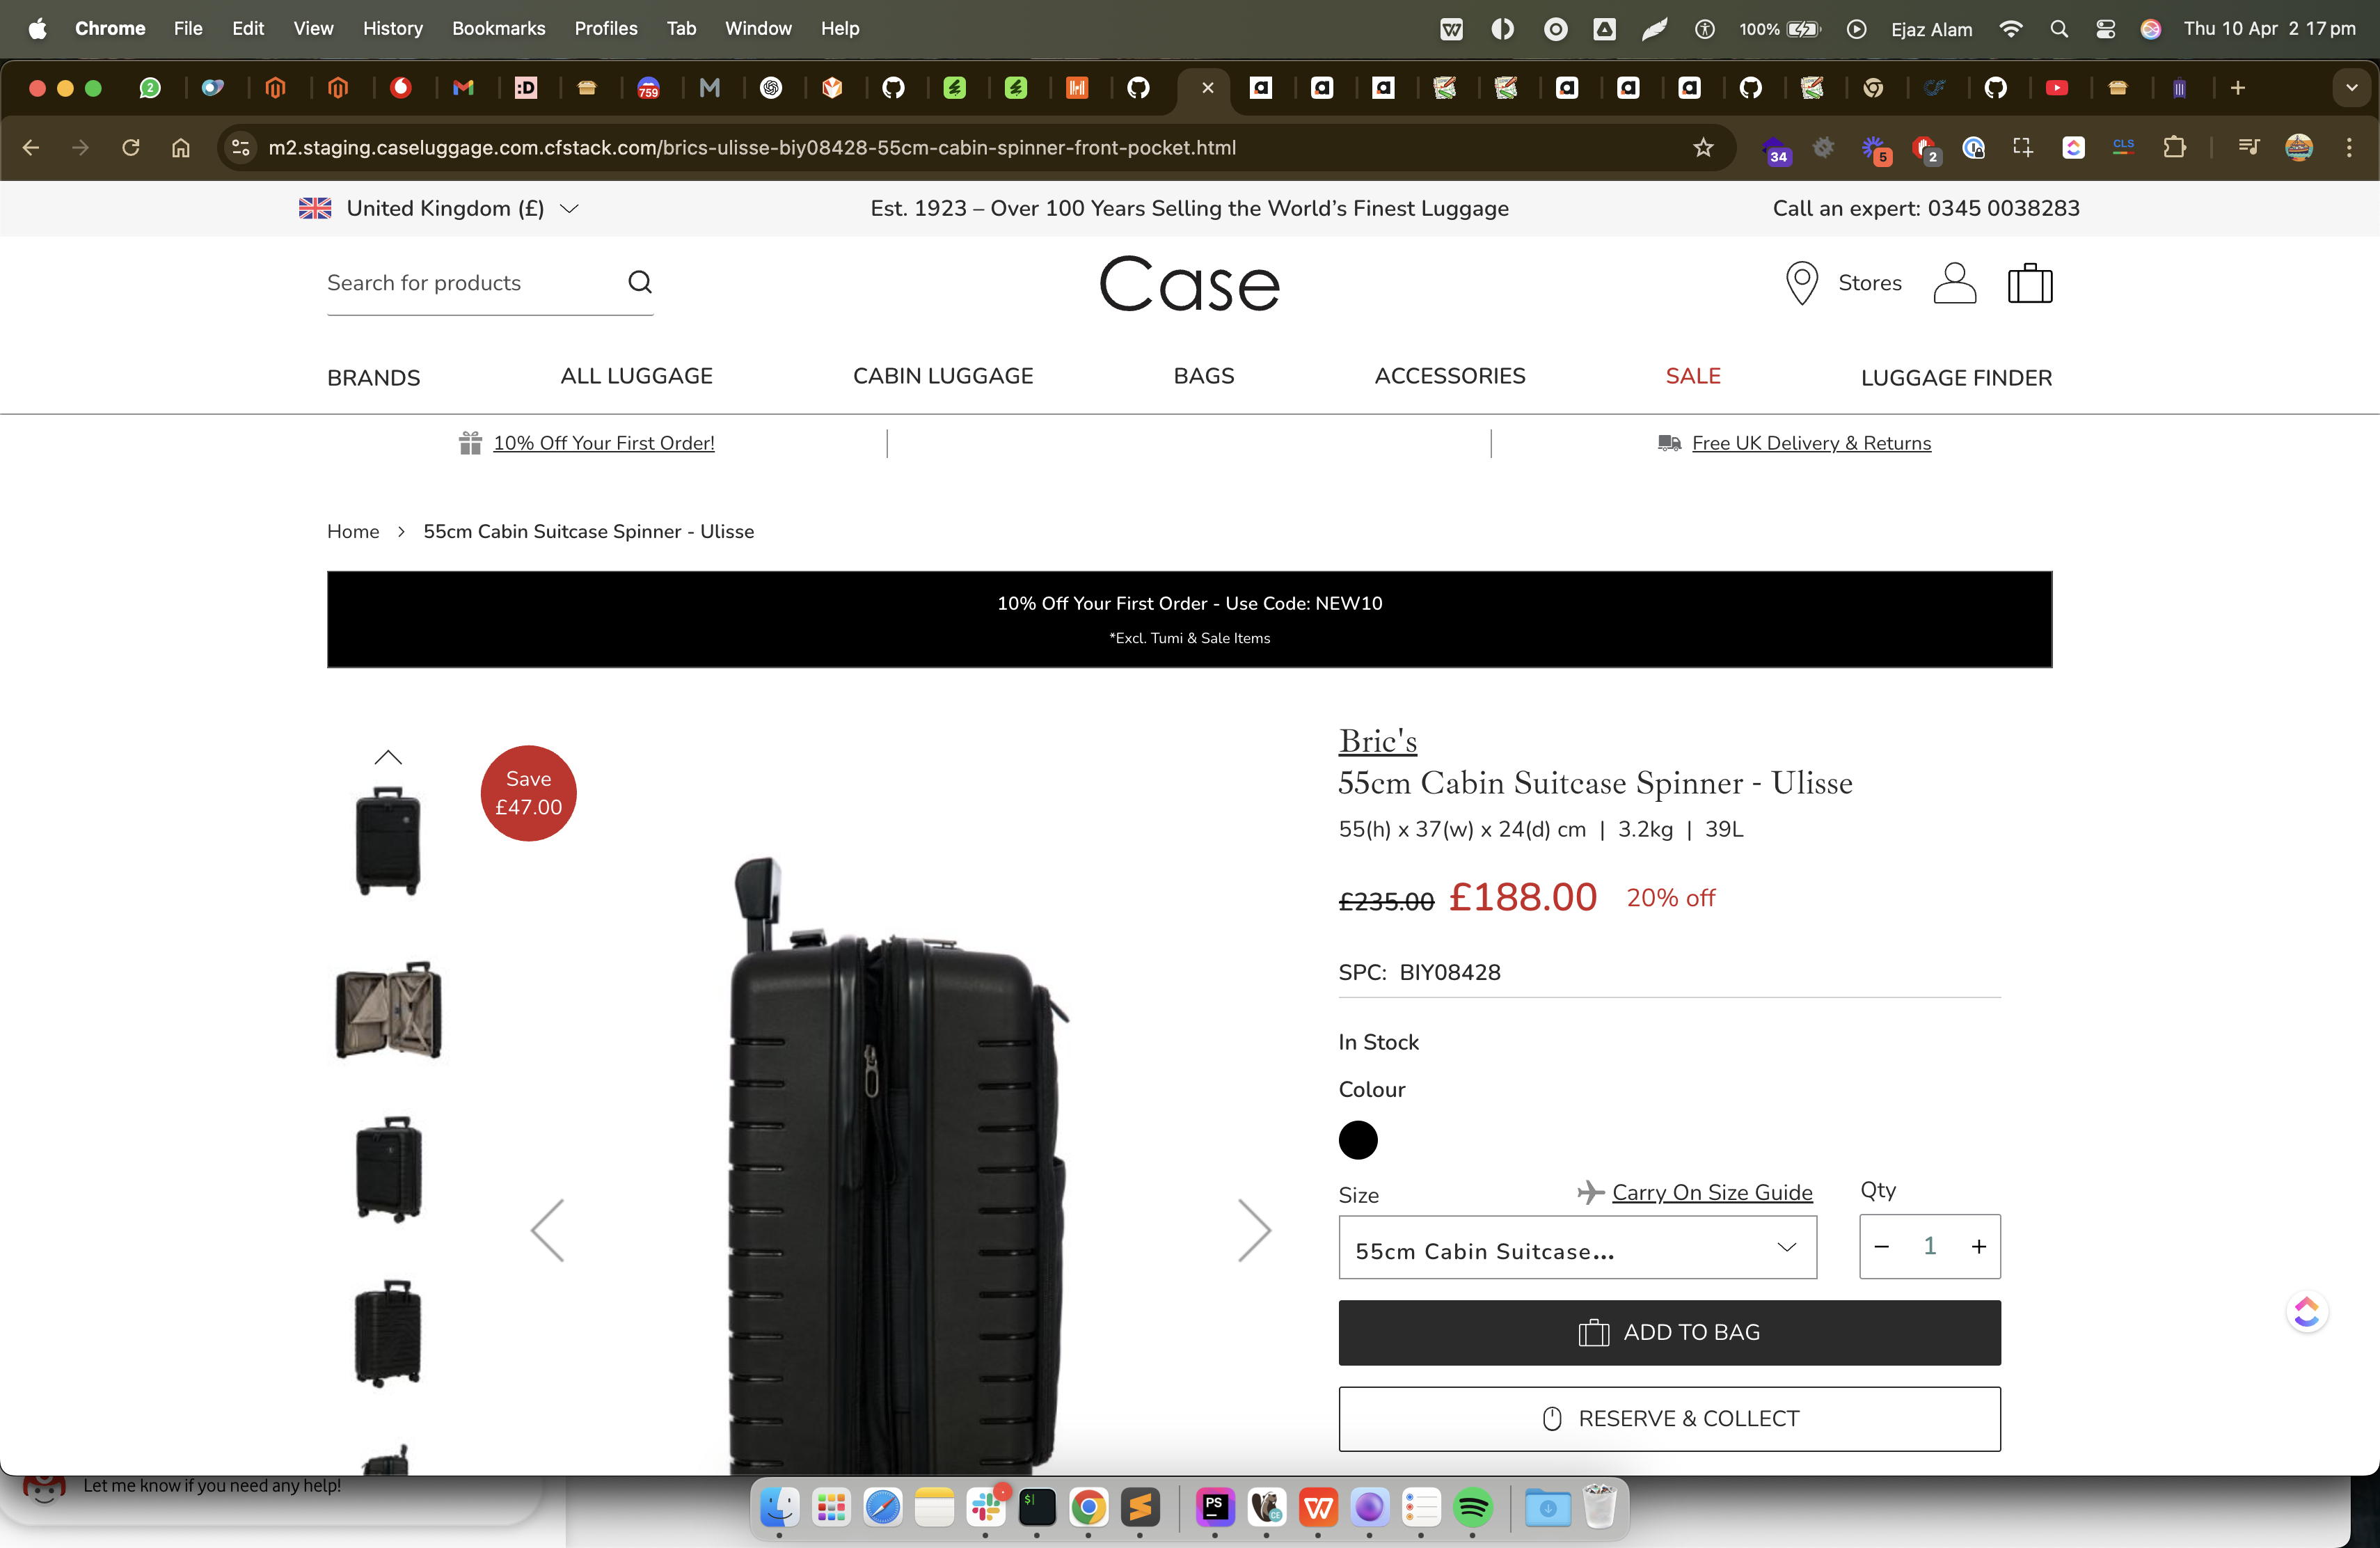 Chrome File Edit View History Bookmarks Profiles Tab Window Help 100% Ejaz Alam Thu 10 Apr 2 17 pm
2 :D 759
m2.staging.caseluggage.com.cfstack.com/brics-ulisse-biy08428-55cm-cabin-spinner-front-pocket.html 34 5 2 CLS
United Kingdom (£) Est. 1923 – Over 100 Years Selling the World’s Finest Luggage Call an expert: 0345 0038283
Search for products Case Stores
BRANDS ALL LUGGAGE CABIN LUGGAGE BAGS ACCESSORIES SALE LUGGAGE FINDER
10% Off Your First Order! Free UK Delivery & Returns
Home > 55cm Cabin Suitcase Spinner - Ulisse
10% Off Your First Order - Use Code: NEW10
*Excl. Tumi & Sale Items
Save
£47.00
Bric's
55cm Cabin Suitcase Spinner - Ulisse
55(h) x 37(w) x 24(d) cm | 3.2kg | 39L
£235.00 £188.00 20% off
SPC: BIY08428
In Stock
Colour
Size Carry On Size Guide Qty
55cm Cabin Suitcase... − 1 +
ADD TO BAG
RESERVE & COLLECT
Let me know if you need any help!
$ PS CE